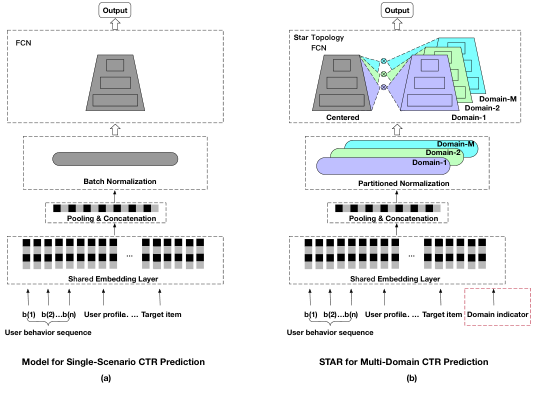 Output
FCN
Batch Normalization
Pooling & Concatenation
...
Shared Embedding Layer
b(1) b(2)...b(n) User profile. ... Target item
User behavior sequence
Model for Single-Scenario CTR Prediction
(a)
Output
Star Topology
FCN
Centered
Domain-M
Domain-2
Domain-1
Domain-M
Domain-2
Domain-1
Partitioned Normalization
Pooling & Concatenation
...
Shared Embedding Layer
b(1) b(2)...b(n) User profile. ... Target item Domain indicator
User behavior sequence
STAR for Multi-Domain CTR Prediction
(b)